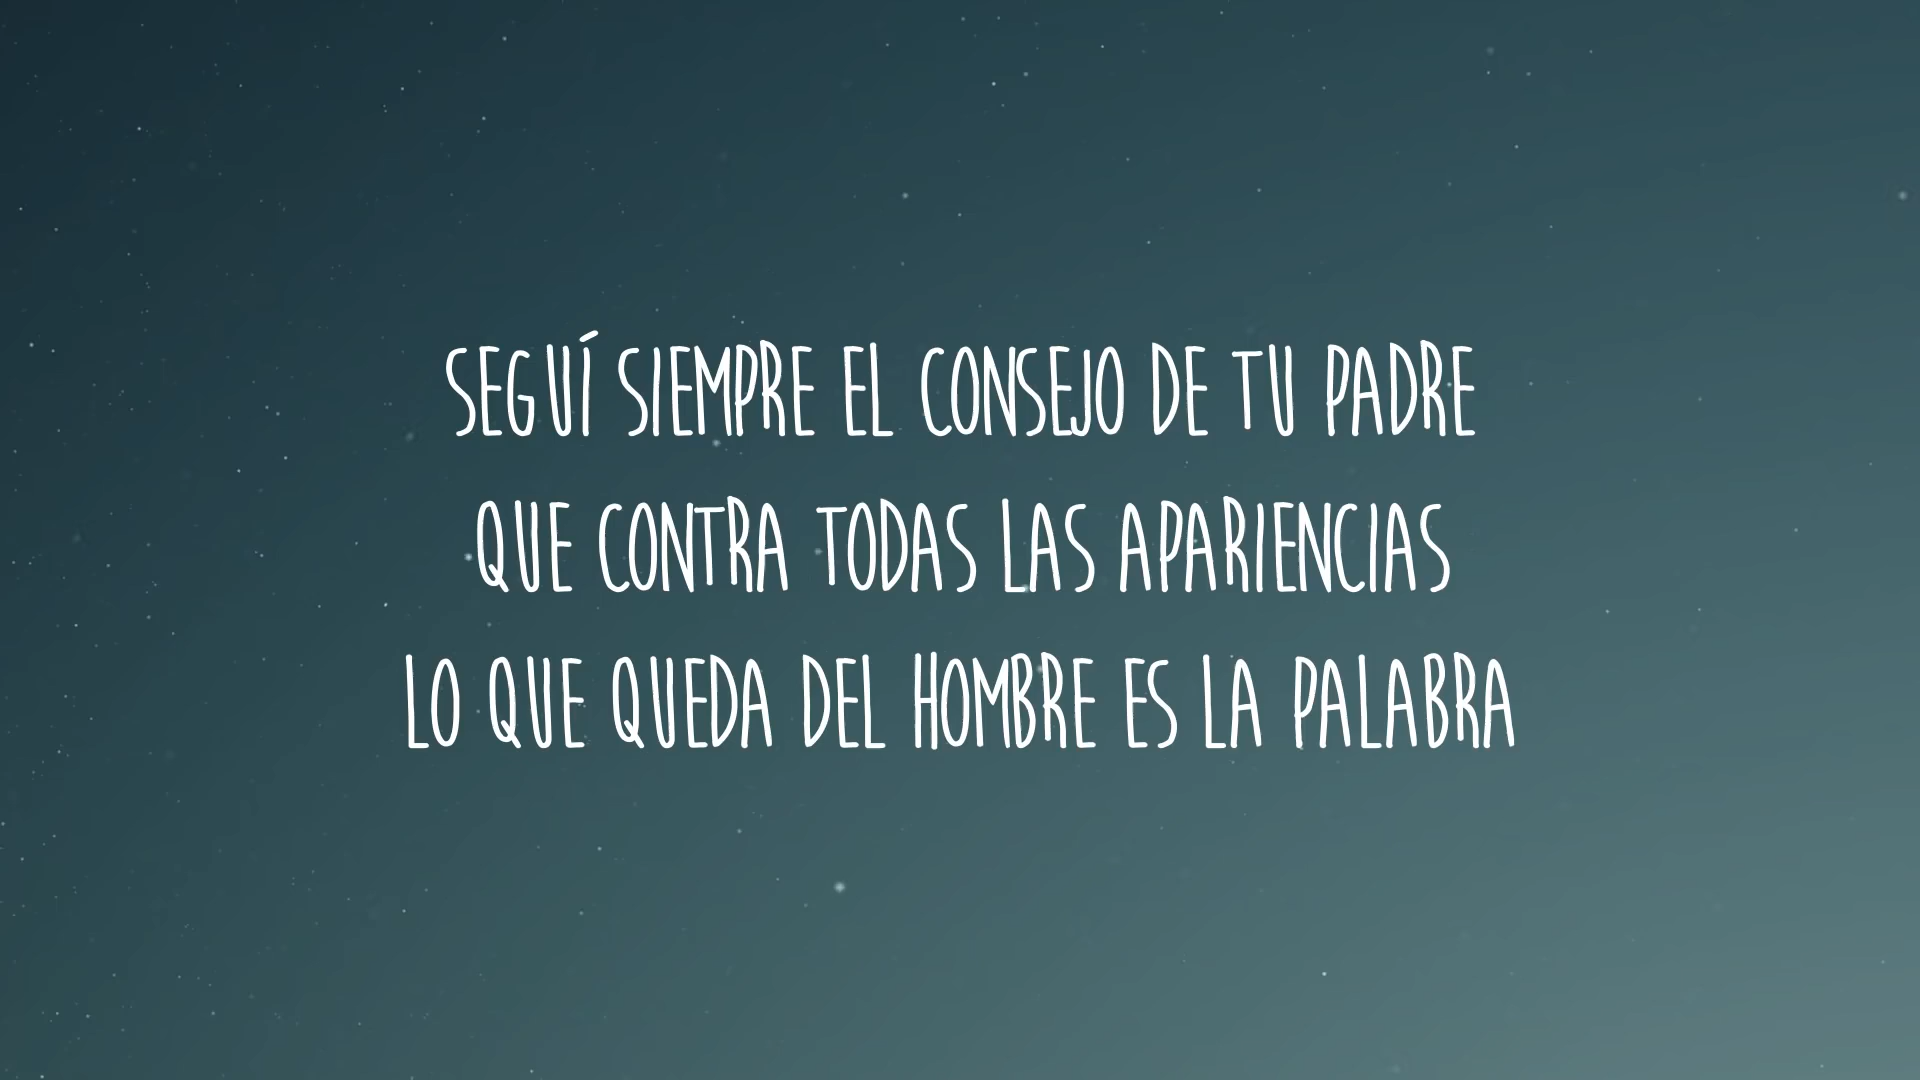 SEGUÍ SIEMPRE EL CONSEJO DE TU PADRE
QUE CONTRA TODAS LAS APARIENCIAS
LO QUE QUEDA DEL HOMBRE ES LA PALABRA